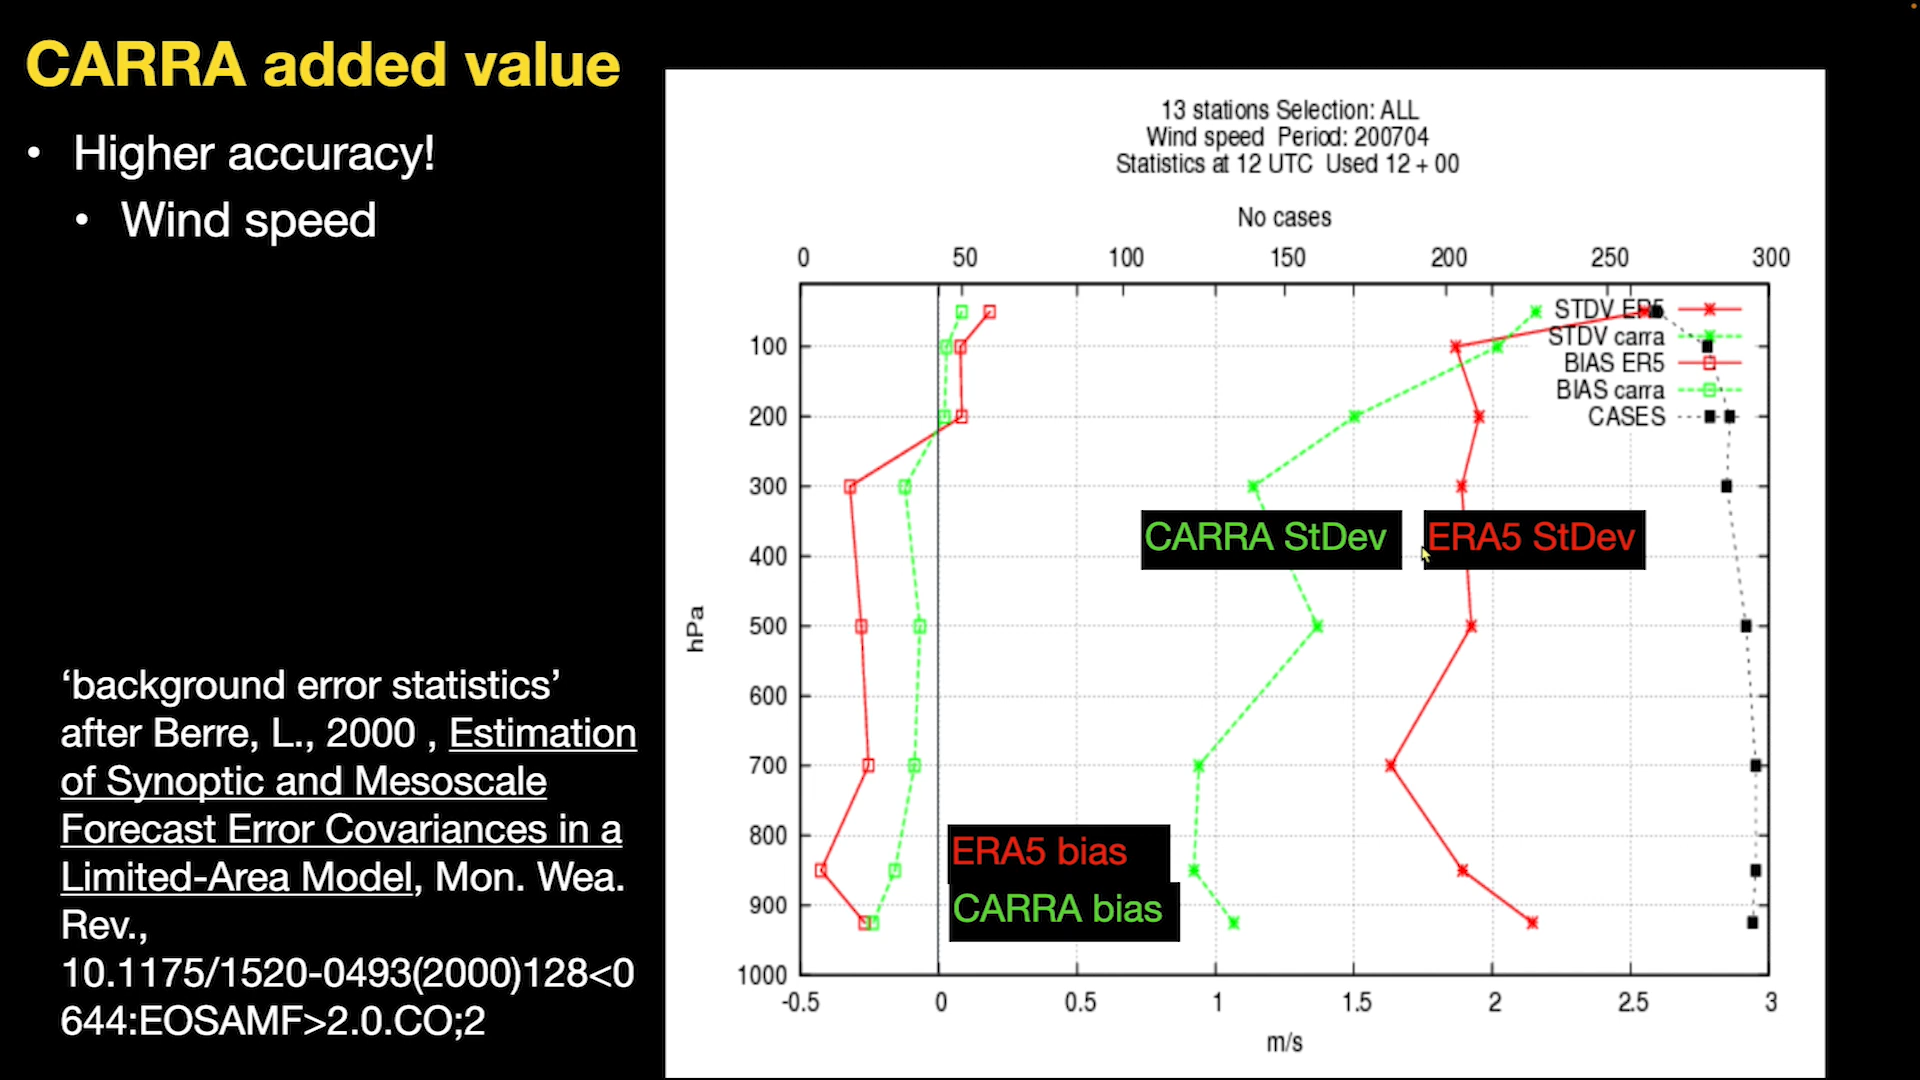 CARRA added value
• Higher accuracy!
• Wind speed
‘background error statistics’
after Berre, L., 2000 , Estimation
of Synoptic and Mesoscale
Forecast Error Covariances in a
Limited-Area Model, Mon. Wea.
Rev.,
10.1175/1520-0493(2000)128<0
644:EOSAMF>2.0.CO;2
13 stations Selection: ALL
Wind speed Period: 200704
Statistics at 12 UTC Used 12 + 00
No cases
0 50 100 150 200 250 300
STDV ER5
STDV carra
BIAS ER5
BIAS carra
CASES
100
200
300
400
500
600
700
800
900
1000
hPa
CARRA StDev
ERA5 StDev
ERA5 bias
CARRA bias
-0.5 0 0.5 1 1.5 2 2.5 3
m/s